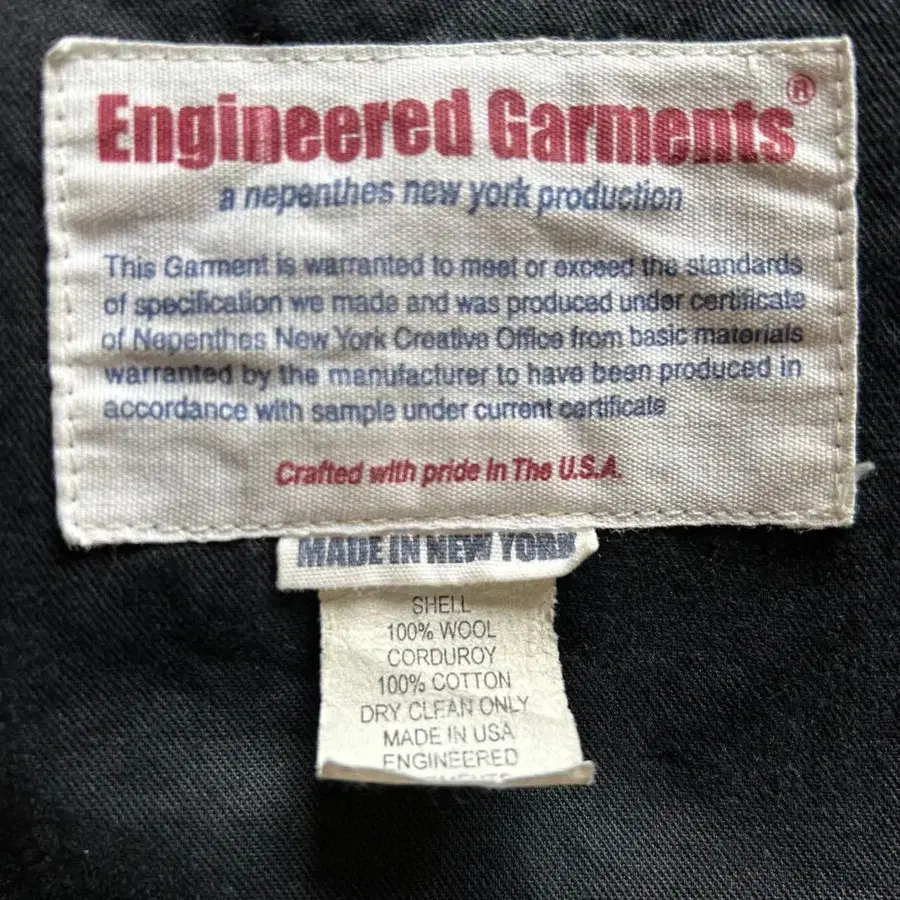 Engineered Garments®
a nepenthes new york production
This Garment is warranted to meet or exceed the standards
of specification we made and was produced under certificate
of Nepenthes New York Creative Office from basic materials
warranted by the manufacturer to have been produced in
accordance with sample under current certificate
Crafted with pride in The U.S.A.
MADE IN NEW YORK
SHELL
100% WOOL
CORDUROY
100% COTTON
DRY CLEAN ONLY
MADE IN USA
ENGINEERED